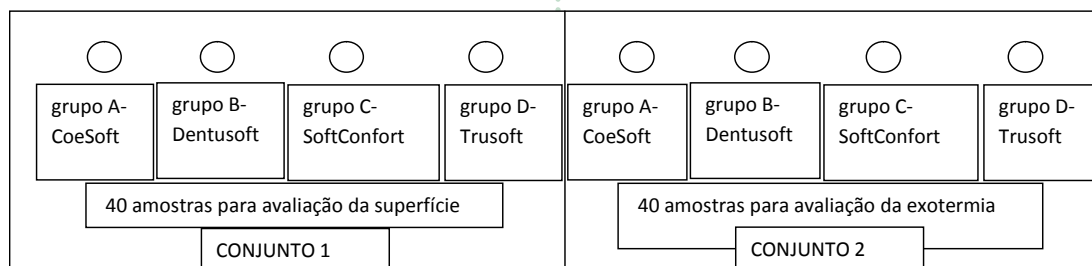 grupo A-
CoeSoft
grupo B-
Dentusoft
grupo C-
SoftConfort
grupo D-
Trusoft
40 amostras para avaliação da superfície
CONJUNTO 1
grupo A-
CoeSoft
grupo B-
Dentusoft
grupo C-
SoftConfort
grupo D-
Trusoft
40 amostras para avaliação da exotermia
CONJUNTO 2